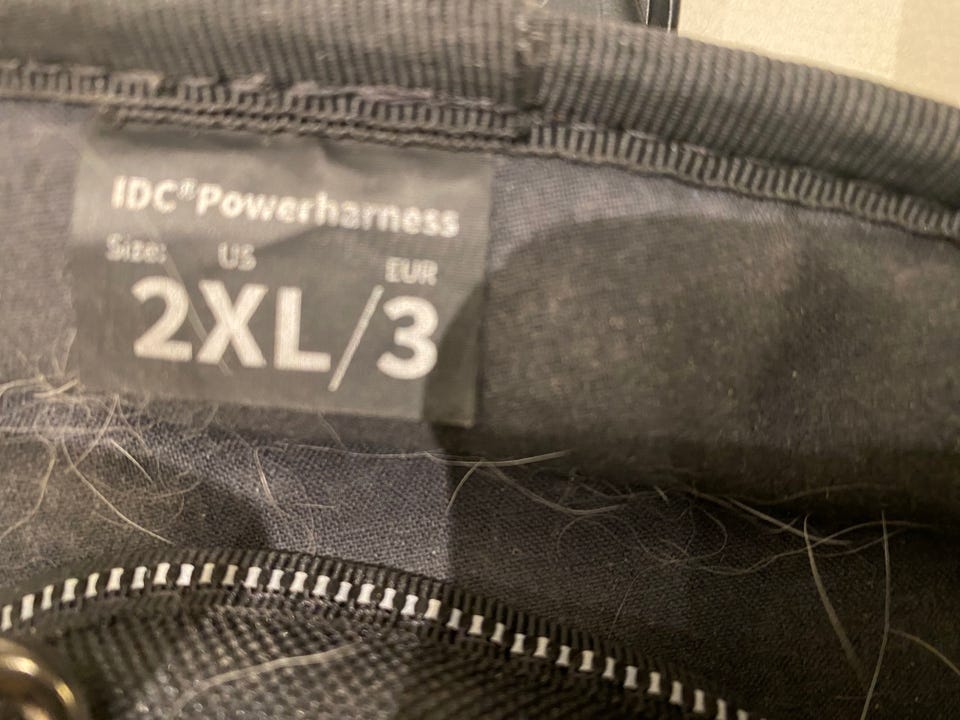 IDC®Powerharness
Size: US EUR
2XL/3